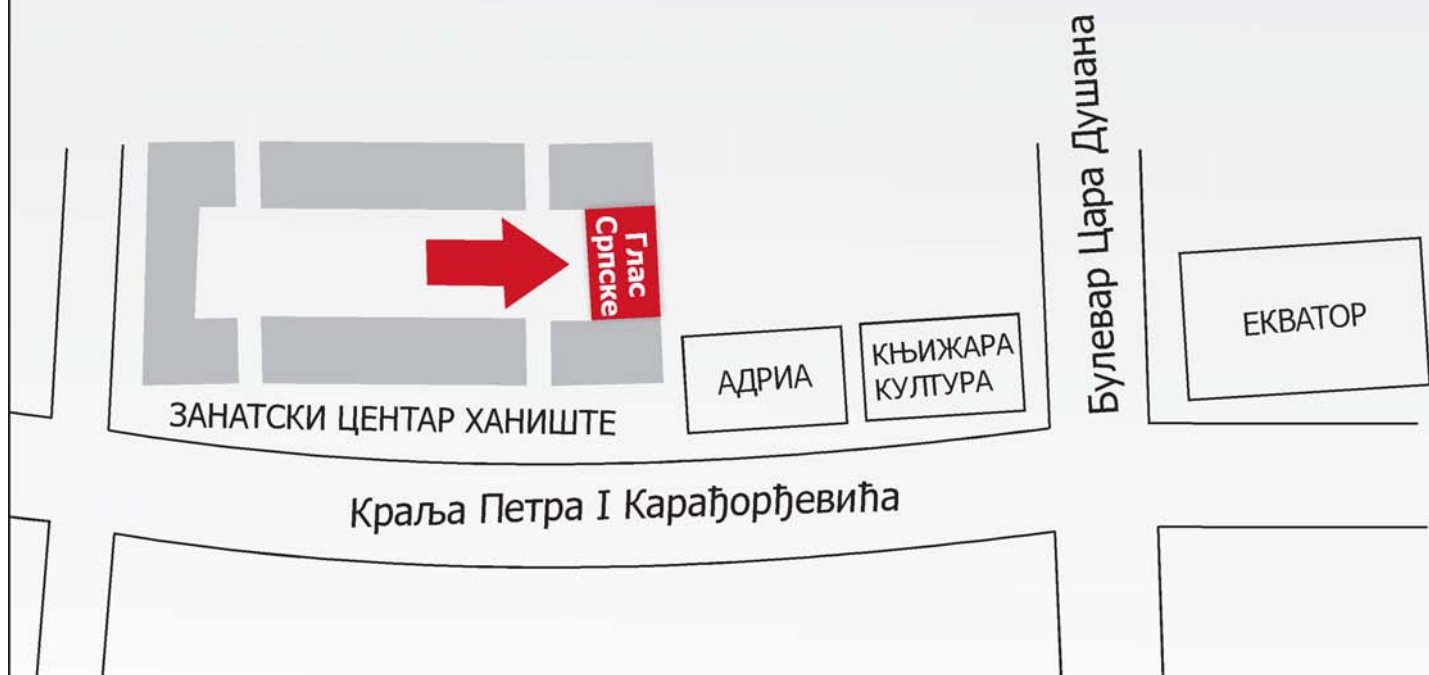 Булевар Цара Душана
Глас
Српске
ЕКВАТОР
АДРИА
КЊИЖАРА
КУЛТУРА
ЗАНАТСКИ ЦЕНТАР ХАНИШТЕ
Краља Петра I Карађорђевића